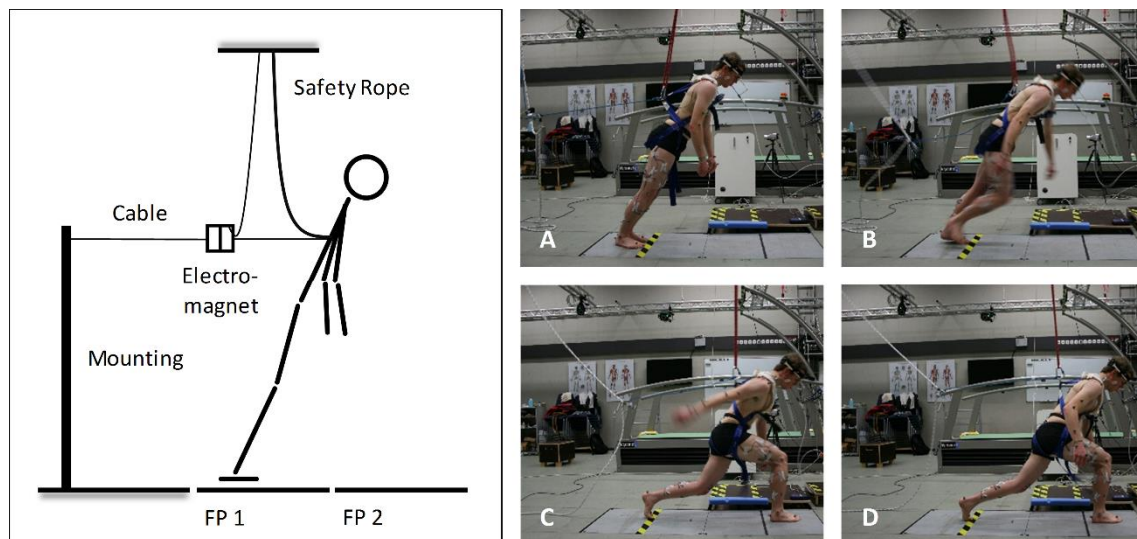 Safety Rope
Cable
Electro-
magnet
Mounting
FP 1
FP 2
A
B
C
D